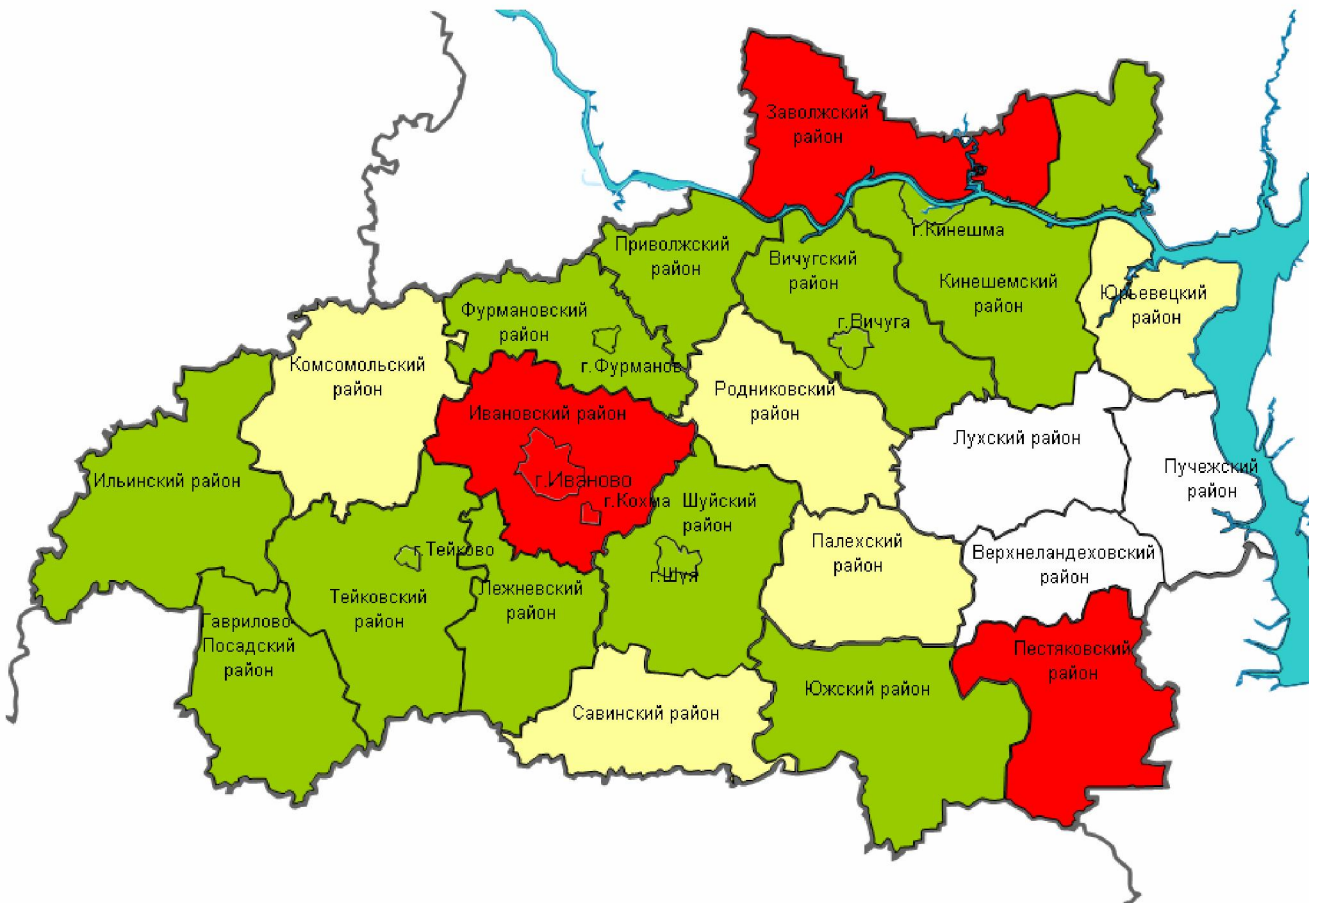 Заволжский
район
г.Кинешма
Приволжский
район
Вичугский
район
Кинешемский
район
Юрьевецкий
район
Фурмановский
район
г.Вичуга
г.Фурманов
Комсомольский
район
Родниковский
район
Ивановский район
Лухский район
Пучежский
район
Ильинский район
г.Иваново
г.Кохма
Шуйский
район
Палехский
район
г.Тейково
Верхнеландеховский
район
г.Шуя
Лежневский
район
Тейковский
район
Гаврилово
Посадский
район
Пестяковский
район
Южский район
Савинский район